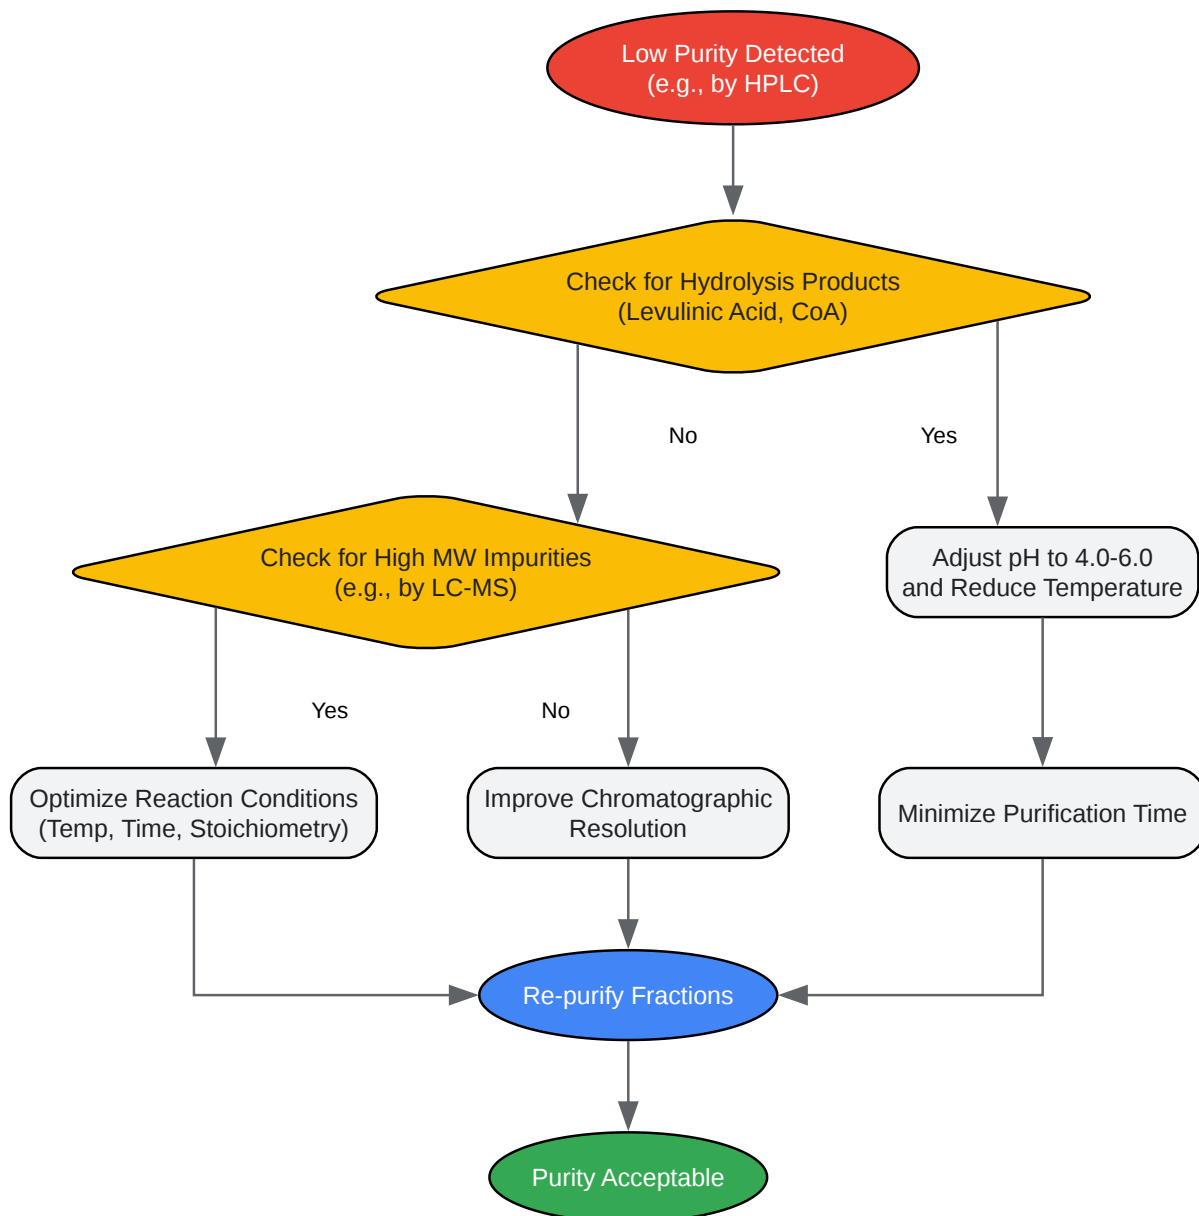 Low Purity Detected
(e.g., by HPLC)
Check for Hydrolysis Products
(Levulinic Acid, CoA)
No
Yes
Check for High MW Impurities
(e.g., by LC-MS)
Adjust pH to 4.0-6.0
and Reduce Temperature
Yes
No
Optimize Reaction Conditions
(Temp, Time, Stoichiometry)
Improve Chromatographic
Resolution
Minimize Purification Time
Re-purify Fractions
Purity Acceptable